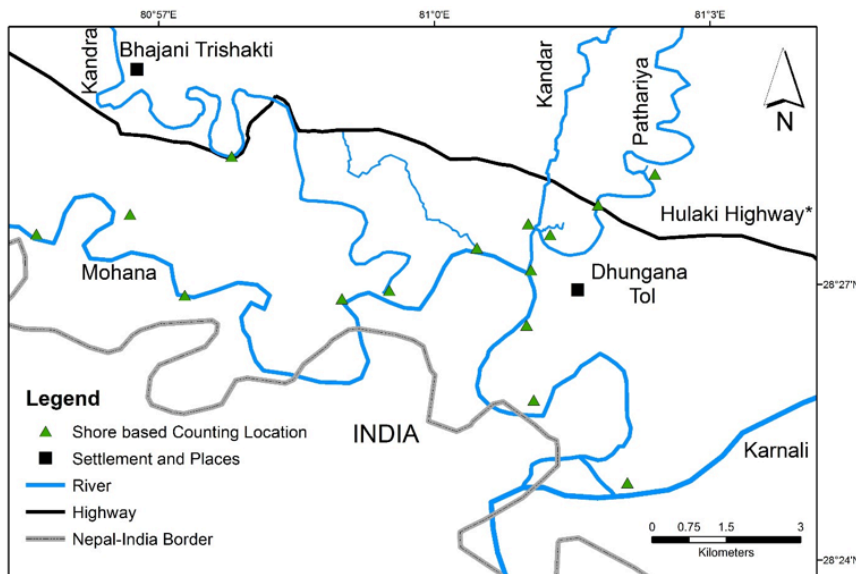 80°57'E
81°0'E
81°3'E
Kandra
Bhajani Trishakti
Kandar
Pathariya
N
Hulaki Highway*
Mohana
Dhungana
Tol
28°27'N
Legend
Shore based Counting Location
Settlement and Places
River
Highway
Nepal-India Border
INDIA
Karnali
0 0.75 1.5 3
Kilometers
28°24'N